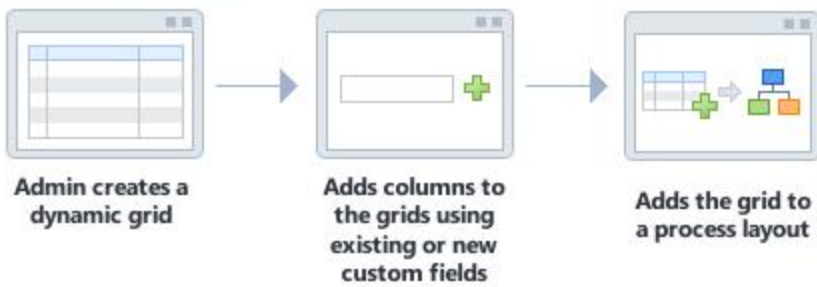 Admin creates a
dynamic grid
Adds columns to
the grids using
existing or new
custom fields
Adds the grid to
a process layout